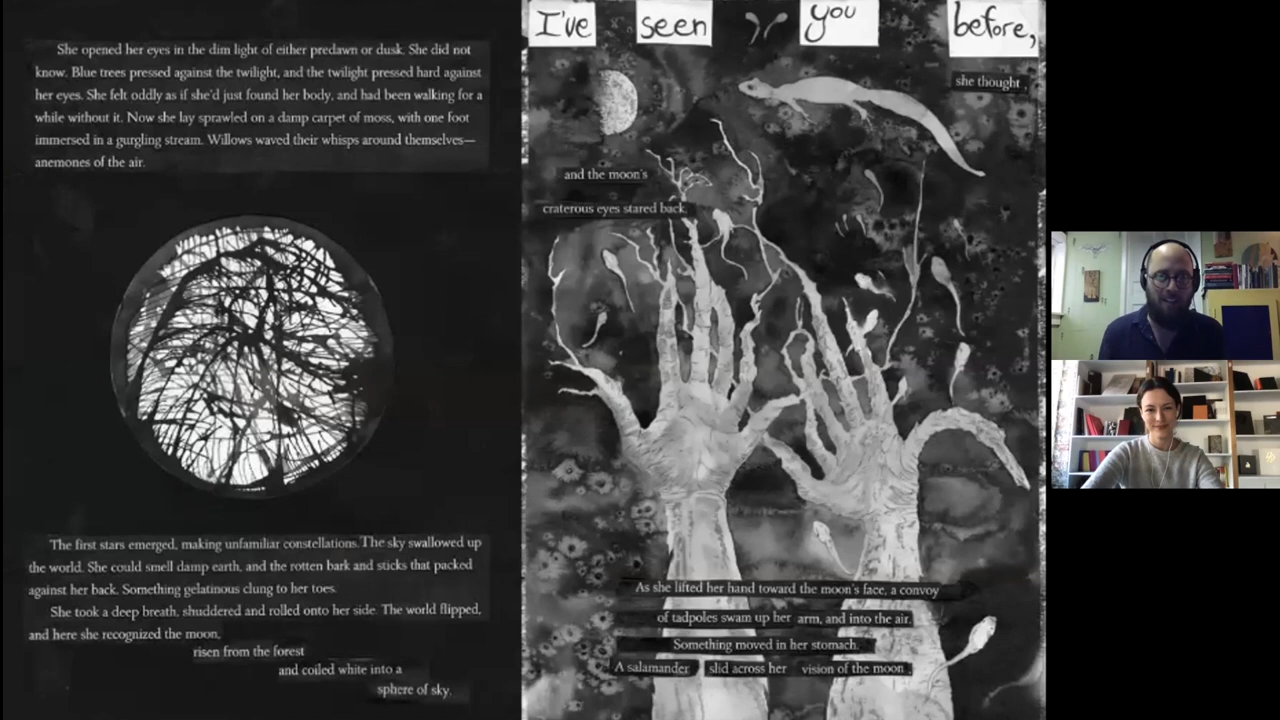 She opened her eyes in the dim light of either predawn or dusk. She did not
know. Blue trees pressed against the twilight, and the twilight pressed hard against
her eyes. She felt oddly as if she'd just found her body, and had been walking for a
while without it. Now she lay sprawled on a damp carpet of moss, with one foot
immersed in a gurgling stream. Willows waved their whisps around themselves—
anemones of the air.
The first stars emerged, making unfamiliar constellations. The sky swallowed up
the world. She could smell damp earth, and the rotten bark and sticks that packed
against her back. Something gelatinous clung to her toes.
She took a deep breath, shuddered and rolled onto her side. The world flipped,
and here she recognized the moon,
risen from the forest
and coiled white into a
sphere of sky.
I've seen you before,
she thought,
and the moon's
craterous eyes stared back.
As she lifted her hand toward the moon's face, a convoy
of tadpoles swam up her arm, and into the air.
Something moved in her stomach.
A salamander slid across her vision of the moon.